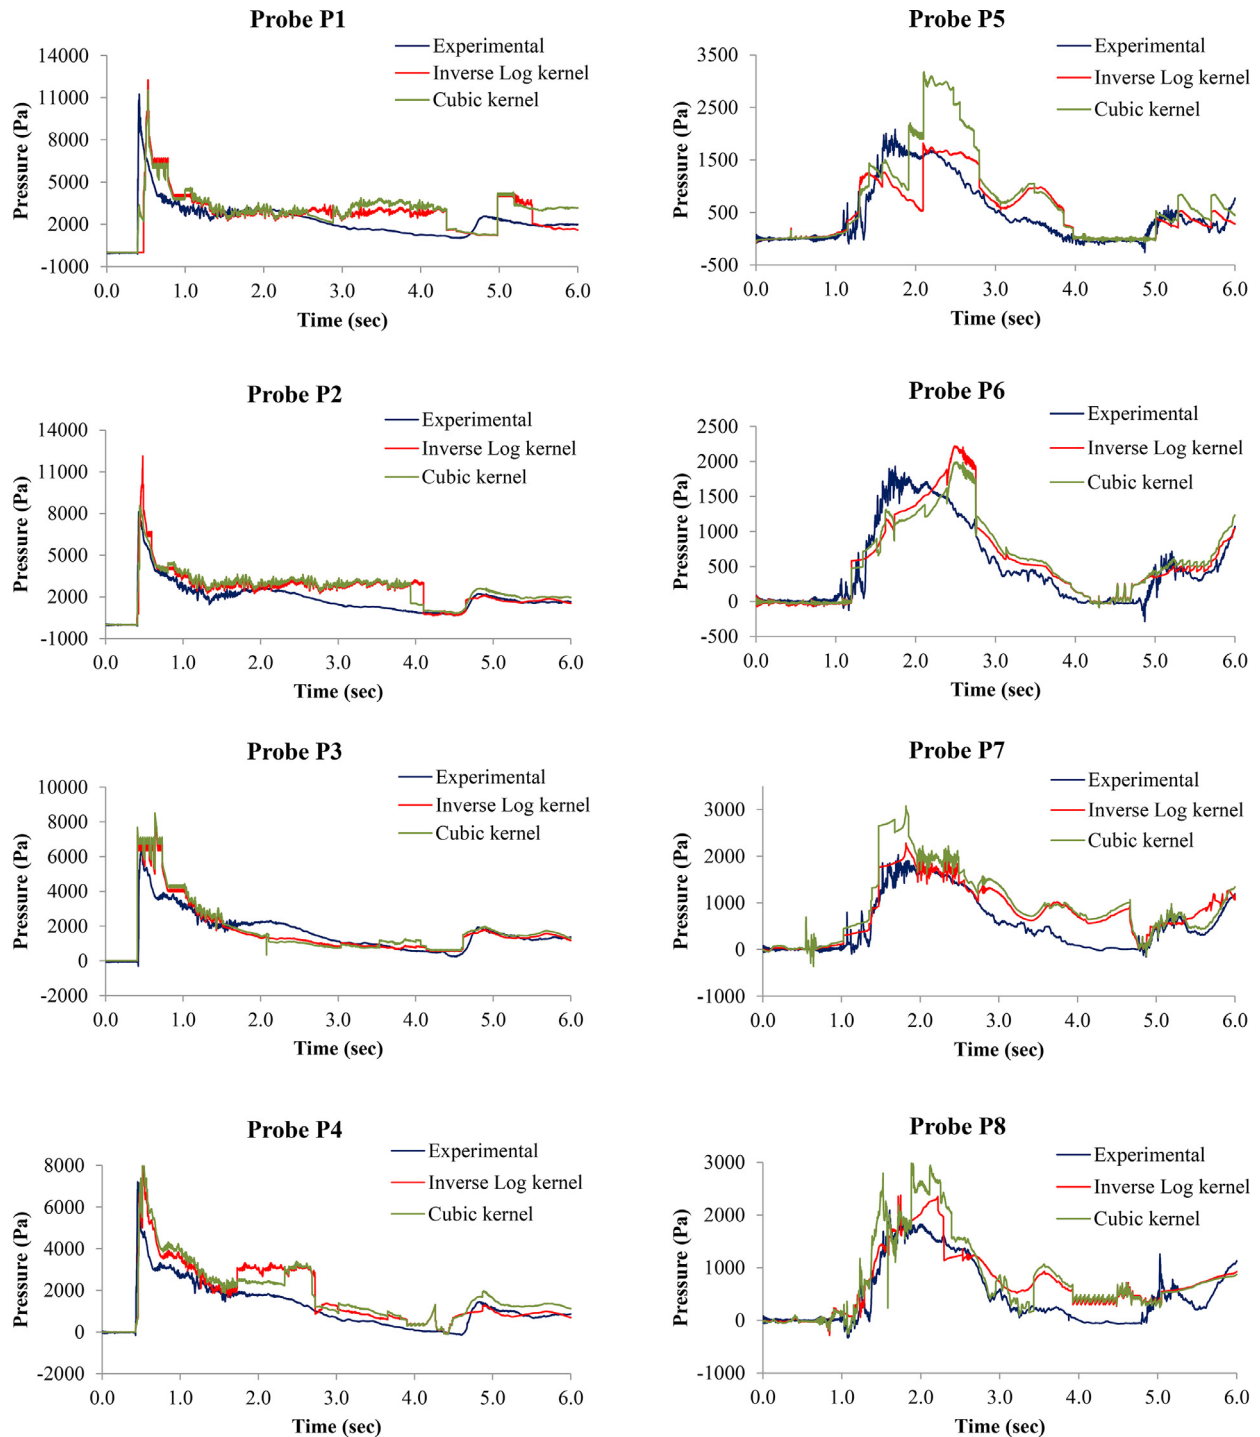 Probe P1
Experimental
Inverse Log kernel
Cubic kernel
Pressure (Pa)
14000
11000
8000
5000
2000
-1000
0.0 1.0 2.0 3.0 4.0 5.0 6.0
Time (sec)
Probe P5
Experimental
Inverse Log kernel
Cubic kernel
Pressure (Pa)
3500
2500
1500
500
-500
0.0 1.0 2.0 3.0 4.0 5.0 6.0
Time (sec)
Probe P2
Experimental
Inverse Log kernel
Cubic kernel
Pressure (Pa)
14000
11000
8000
5000
2000
-1000
0.0 1.0 2.0 3.0 4.0 5.0 6.0
Time (sec)
Probe P6
Experimental
Inverse Log kernel
Cubic kernel
Pressure (Pa)
2500
2000
1500
1000
500
0
-500
0.0 1.0 2.0 3.0 4.0 5.0 6.0
Time (sec)
Probe P3
Experimental
Inverse Log kernel
Cubic kernel
Pressure (Pa)
10000
8000
6000
4000
2000
0
-2000
0.0 1.0 2.0 3.0 4.0 5.0 6.0
Time (sec)
Probe P7
Experimental
Inverse Log kernel
Cubic kernel
Pressure (Pa)
3000
2000
1000
0
-1000
0.0 1.0 2.0 3.0 4.0 5.0 6.0
Time (sec)
Probe P4
Experimental
Inverse Log kernel
Cubic kernel
Pressure (Pa)
8000
6000
4000
2000
0
-2000
0.0 1.0 2.0 3.0 4.0 5.0 6.0
Time (sec)
Probe P8
Experimental
Inverse Log kernel
Cubic kernel
Pressure (Pa)
3000
2000
1000
0
-1000
0.0 1.0 2.0 3.0 4.0 5.0 6.0
Time (sec)